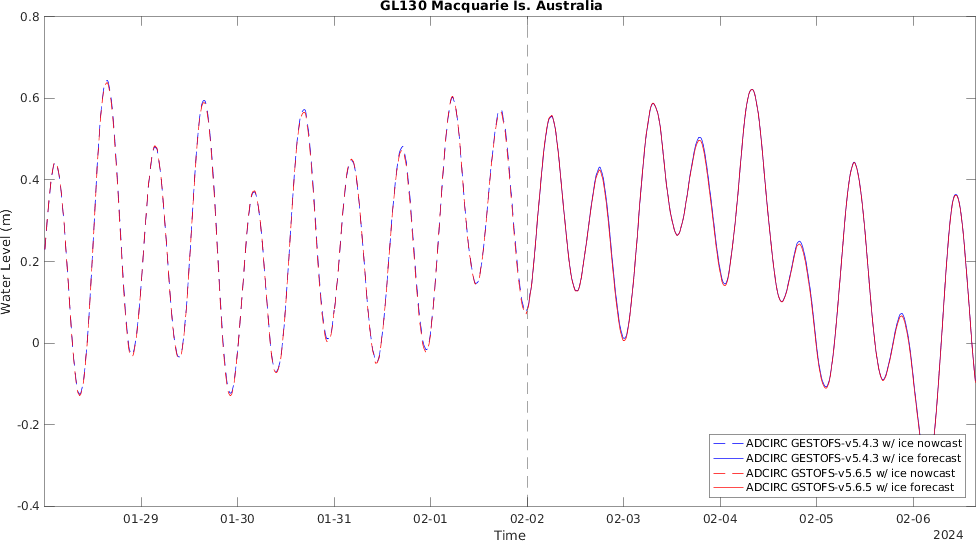 GL130 Macquarie Is. Australia
0.8
0.6
0.4
0.2
0
-0.2
-0.4
Water Level (m)
ADCIRC GESTOFS-v5.4.3 w/ ice nowcast
ADCIRC GESTOFS-v5.4.3 w/ ice forecast
ADCIRC GSTOFS-v5.6.5 w/ ice nowcast
ADCIRC GSTOFS-v5.6.5 w/ ice forecast
01-29 01-30 01-31 02-01 02-02 02-03 02-04 02-05 02-06
Time
2024